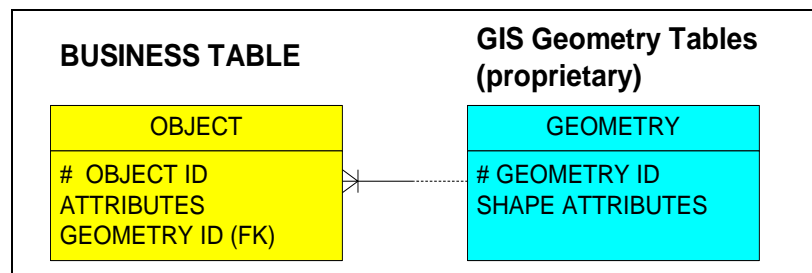 BUSINESS TABLE
GIS Geometry Tables
(proprietary)
OBJECT
# OBJECT ID
ATTRIBUTES
GEOMETRY ID (FK)
GEOMETRY
# GEOMETRY ID
SHAPE ATTRIBUTES